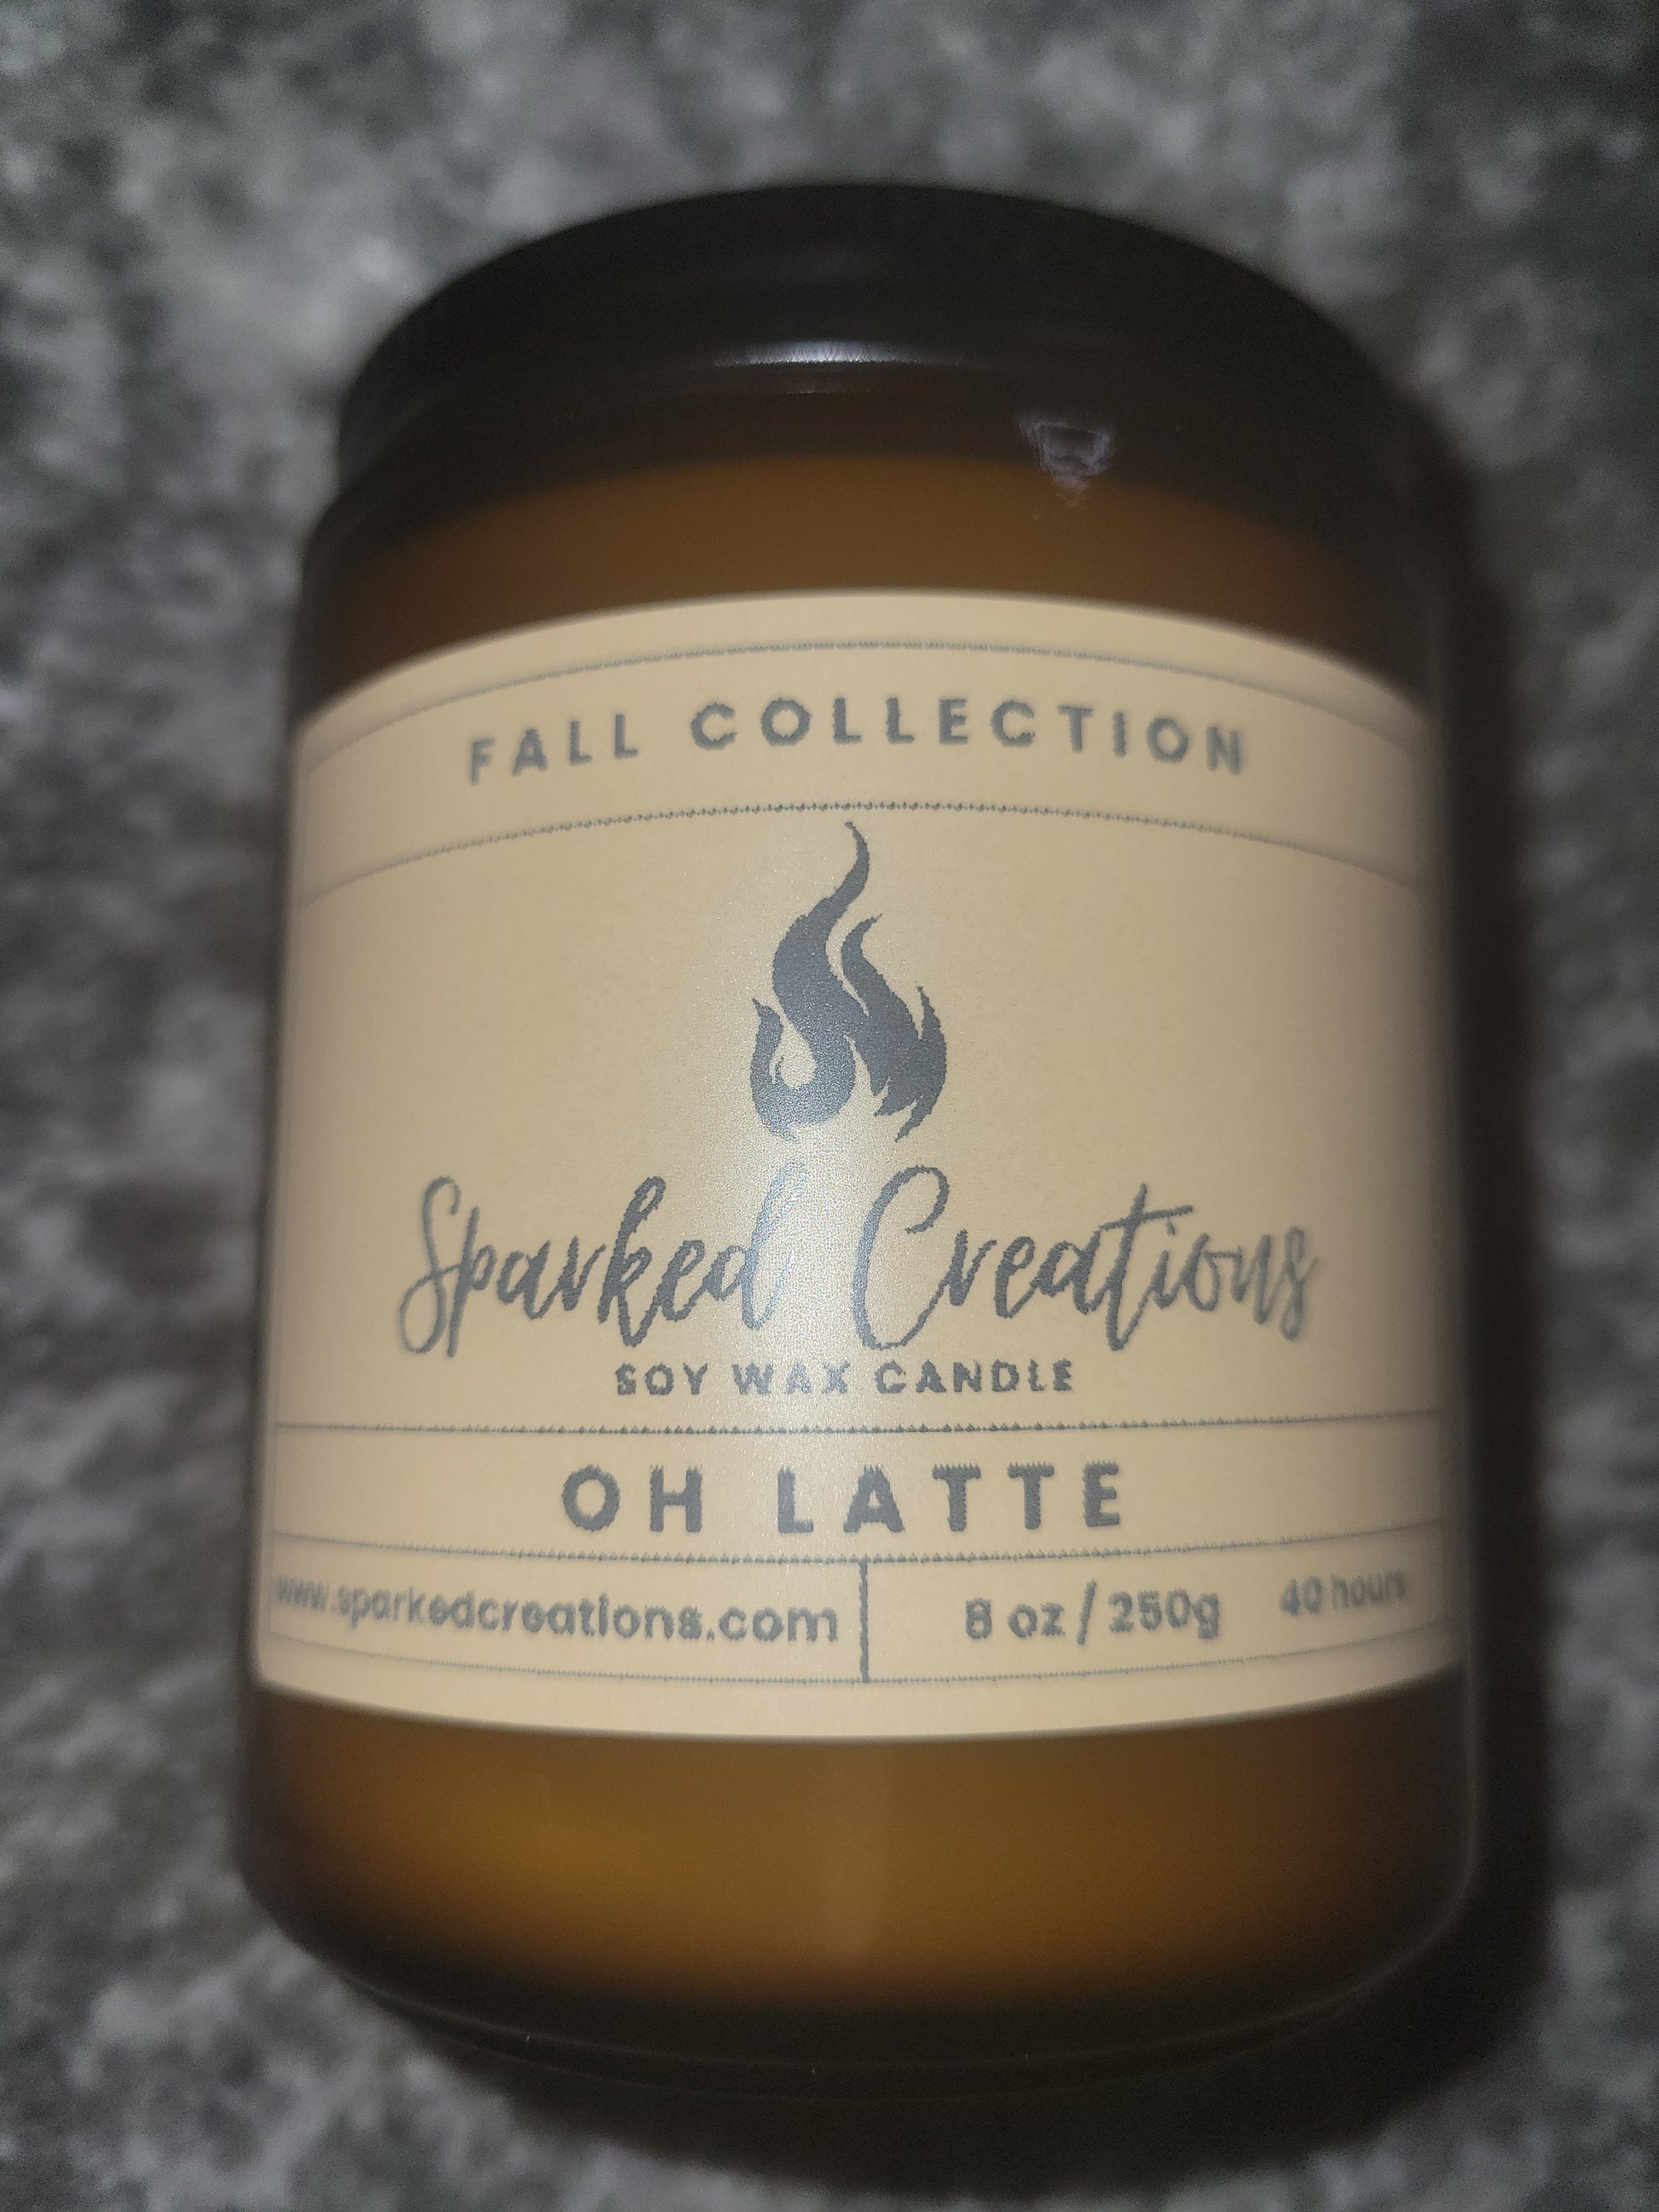 FALL COLLECTION
Sparked Creations
SOY WAX CANDLE
OH LATTE
www.sparkedcreations.com
8 oz / 250g 40 hours